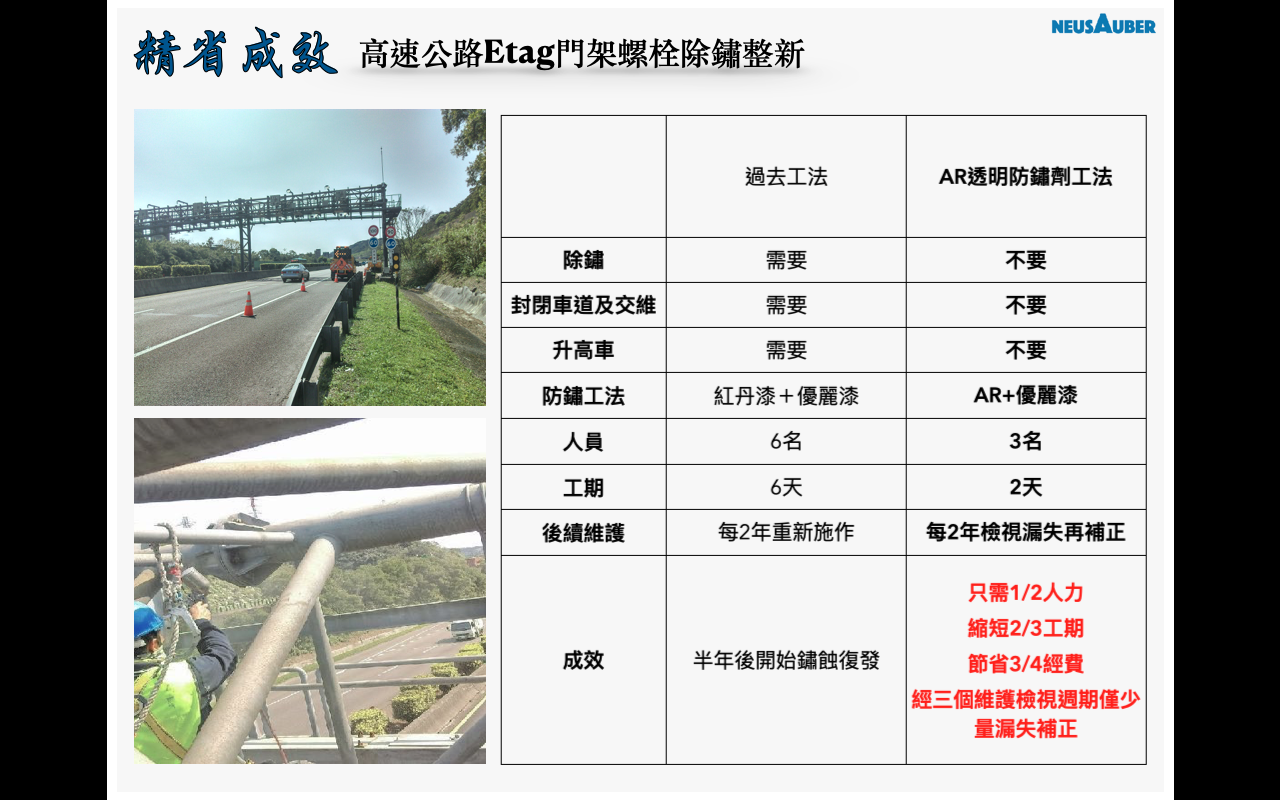 精省成效 高速公路Etag門架螺栓除鏽整新
NEUSAUBER
過去工法 AR透明防鏽劑工法
除鏽 需要 不要
封閉車道及交維 需要 不要
升高車 需要 不要
防鏽工法 紅丹漆＋優麗漆 AR+優麗漆
人員 6名 3名
工期 6天 2天
後續維護 每2年重新施作 每2年檢視漏失再補正
成效 半年後開始鏽蝕復發
只需1/2人力
縮短2/3工期
節省3/4經費
經三個維護檢視週期僅少
量漏失補正